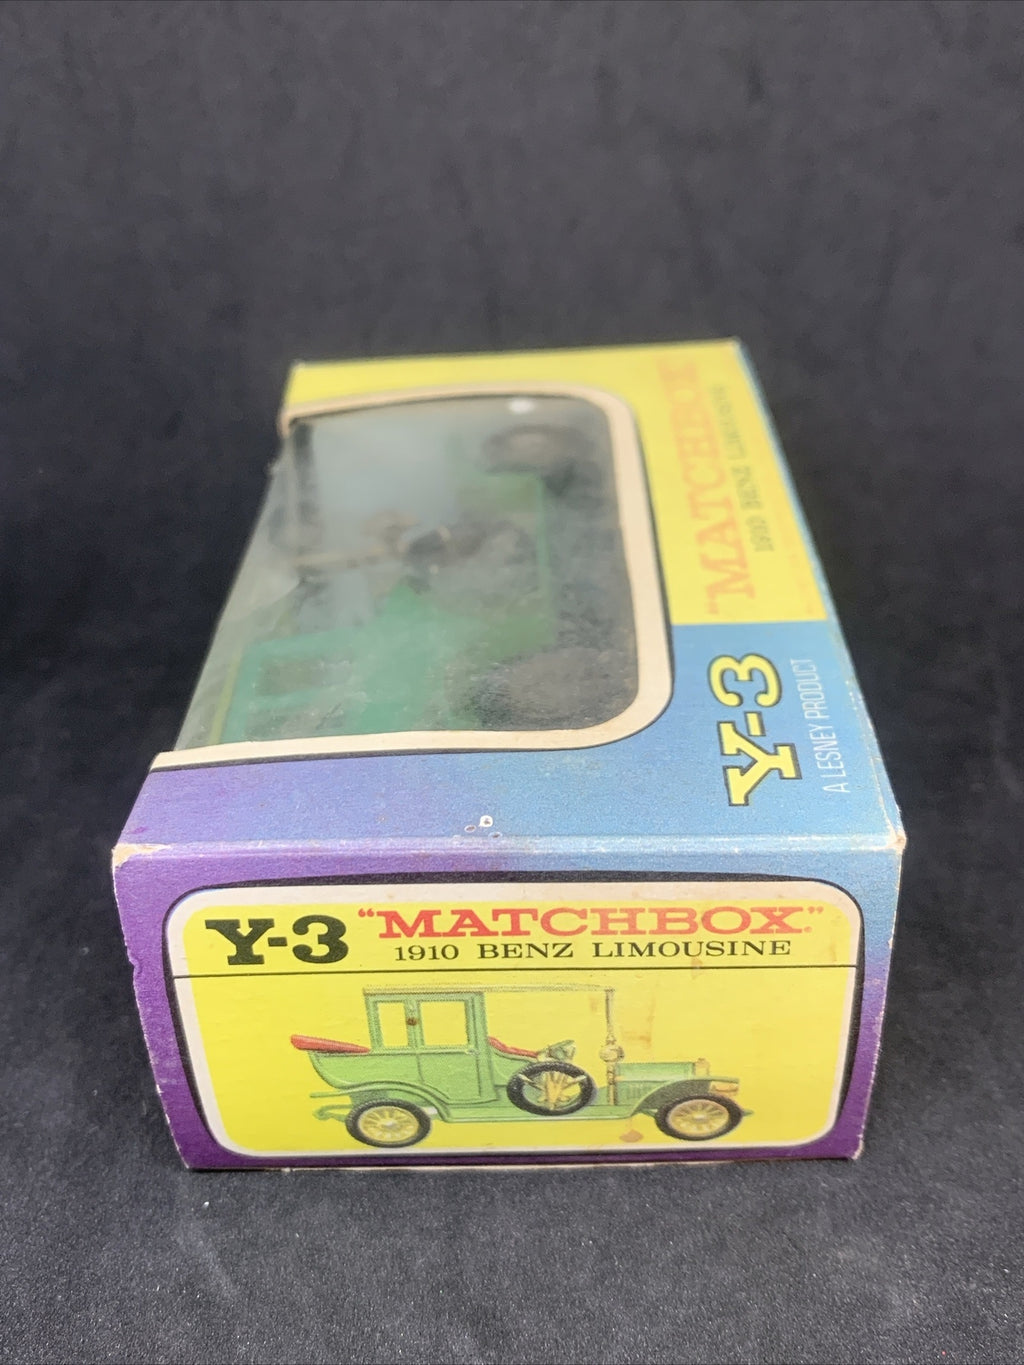 "MATCHBOX"
1910 BENZ LIMOUSINE
Y-3
A LESNEY PRODUCT
Y-3 "MATCHBOX."
1910 BENZ LIMOUSINE